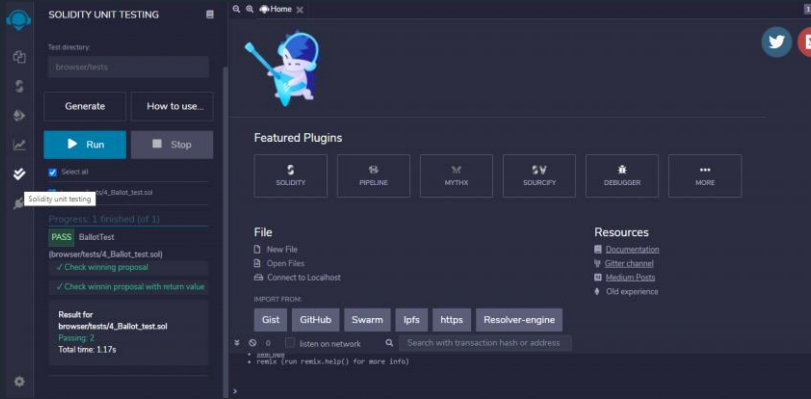 SOLIDITY UNIT TESTING
Test directory:
browser/tests
Generate
How to use...
Run
Stop
Select all
/tests/4_Ballot_test.sol
Solidity unit testing
Progress: 1 finished (of 1)
PASS BallotTest
(browser/tests/4_Ballot_test.sol)
✓ Check winning proposal
✓ Check winnin proposal with return value
Result for
browser/tests/4_Ballot_test.sol
Passing: 2
Total time: 1.17s
Home
Featured Plugins
SOLIDITY
PIPELINE
MYTHX
SOURCIFY
DEBUGGER
MORE
File
New File
Open Files
Connect to Localhost
IMPORT FROM:
Gist
GitHub
Swarm
Ipfs
https
Resolver-engine
Resources
Documentation
Gitter channel
Medium Posts
Old experience
0
listen on network
Search with transaction hash or address
• remix (run remix.help() for more info)
>